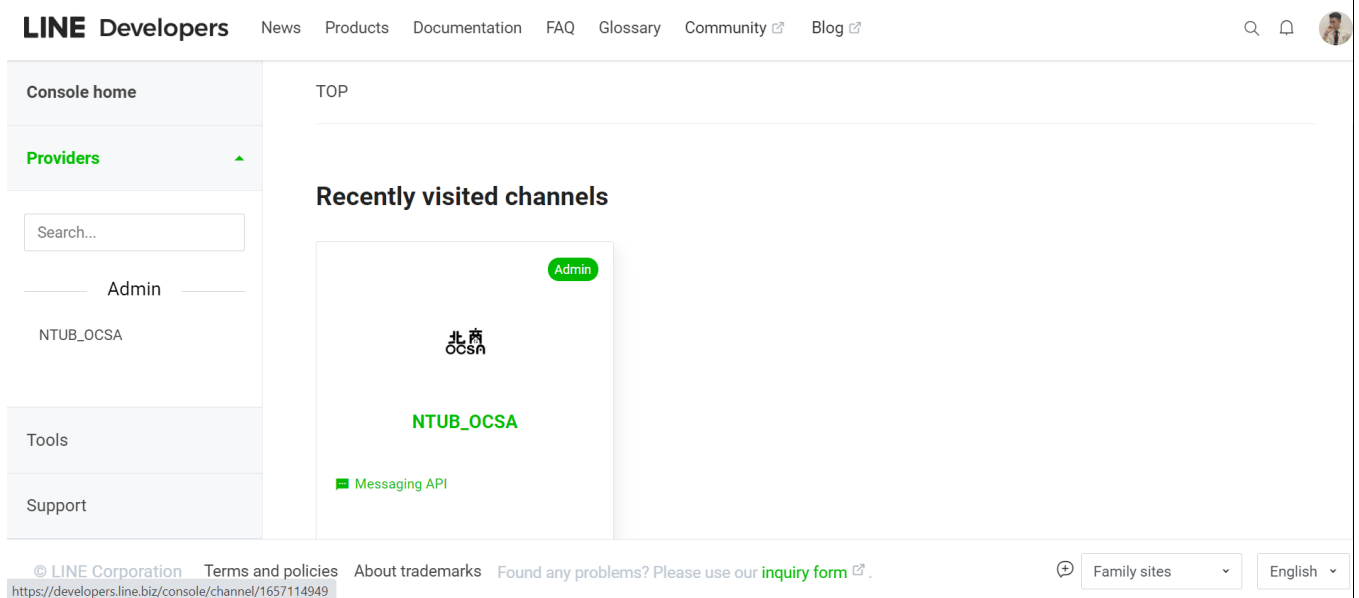 LINE Developers News Products Documentation FAQ Glossary Community Blog
Console home
Providers
Search...
Admin
NTUB_OCSA
Tools
Support
TOP
Recently visited channels
Admin
北商
OCSA
NTUB_OCSA
Messaging API
© LINE Corporation Terms and policies About trademarks Found any problems? Please use our inquiry form . Family sites English
https://developers.line.biz/console/channel/1657114949